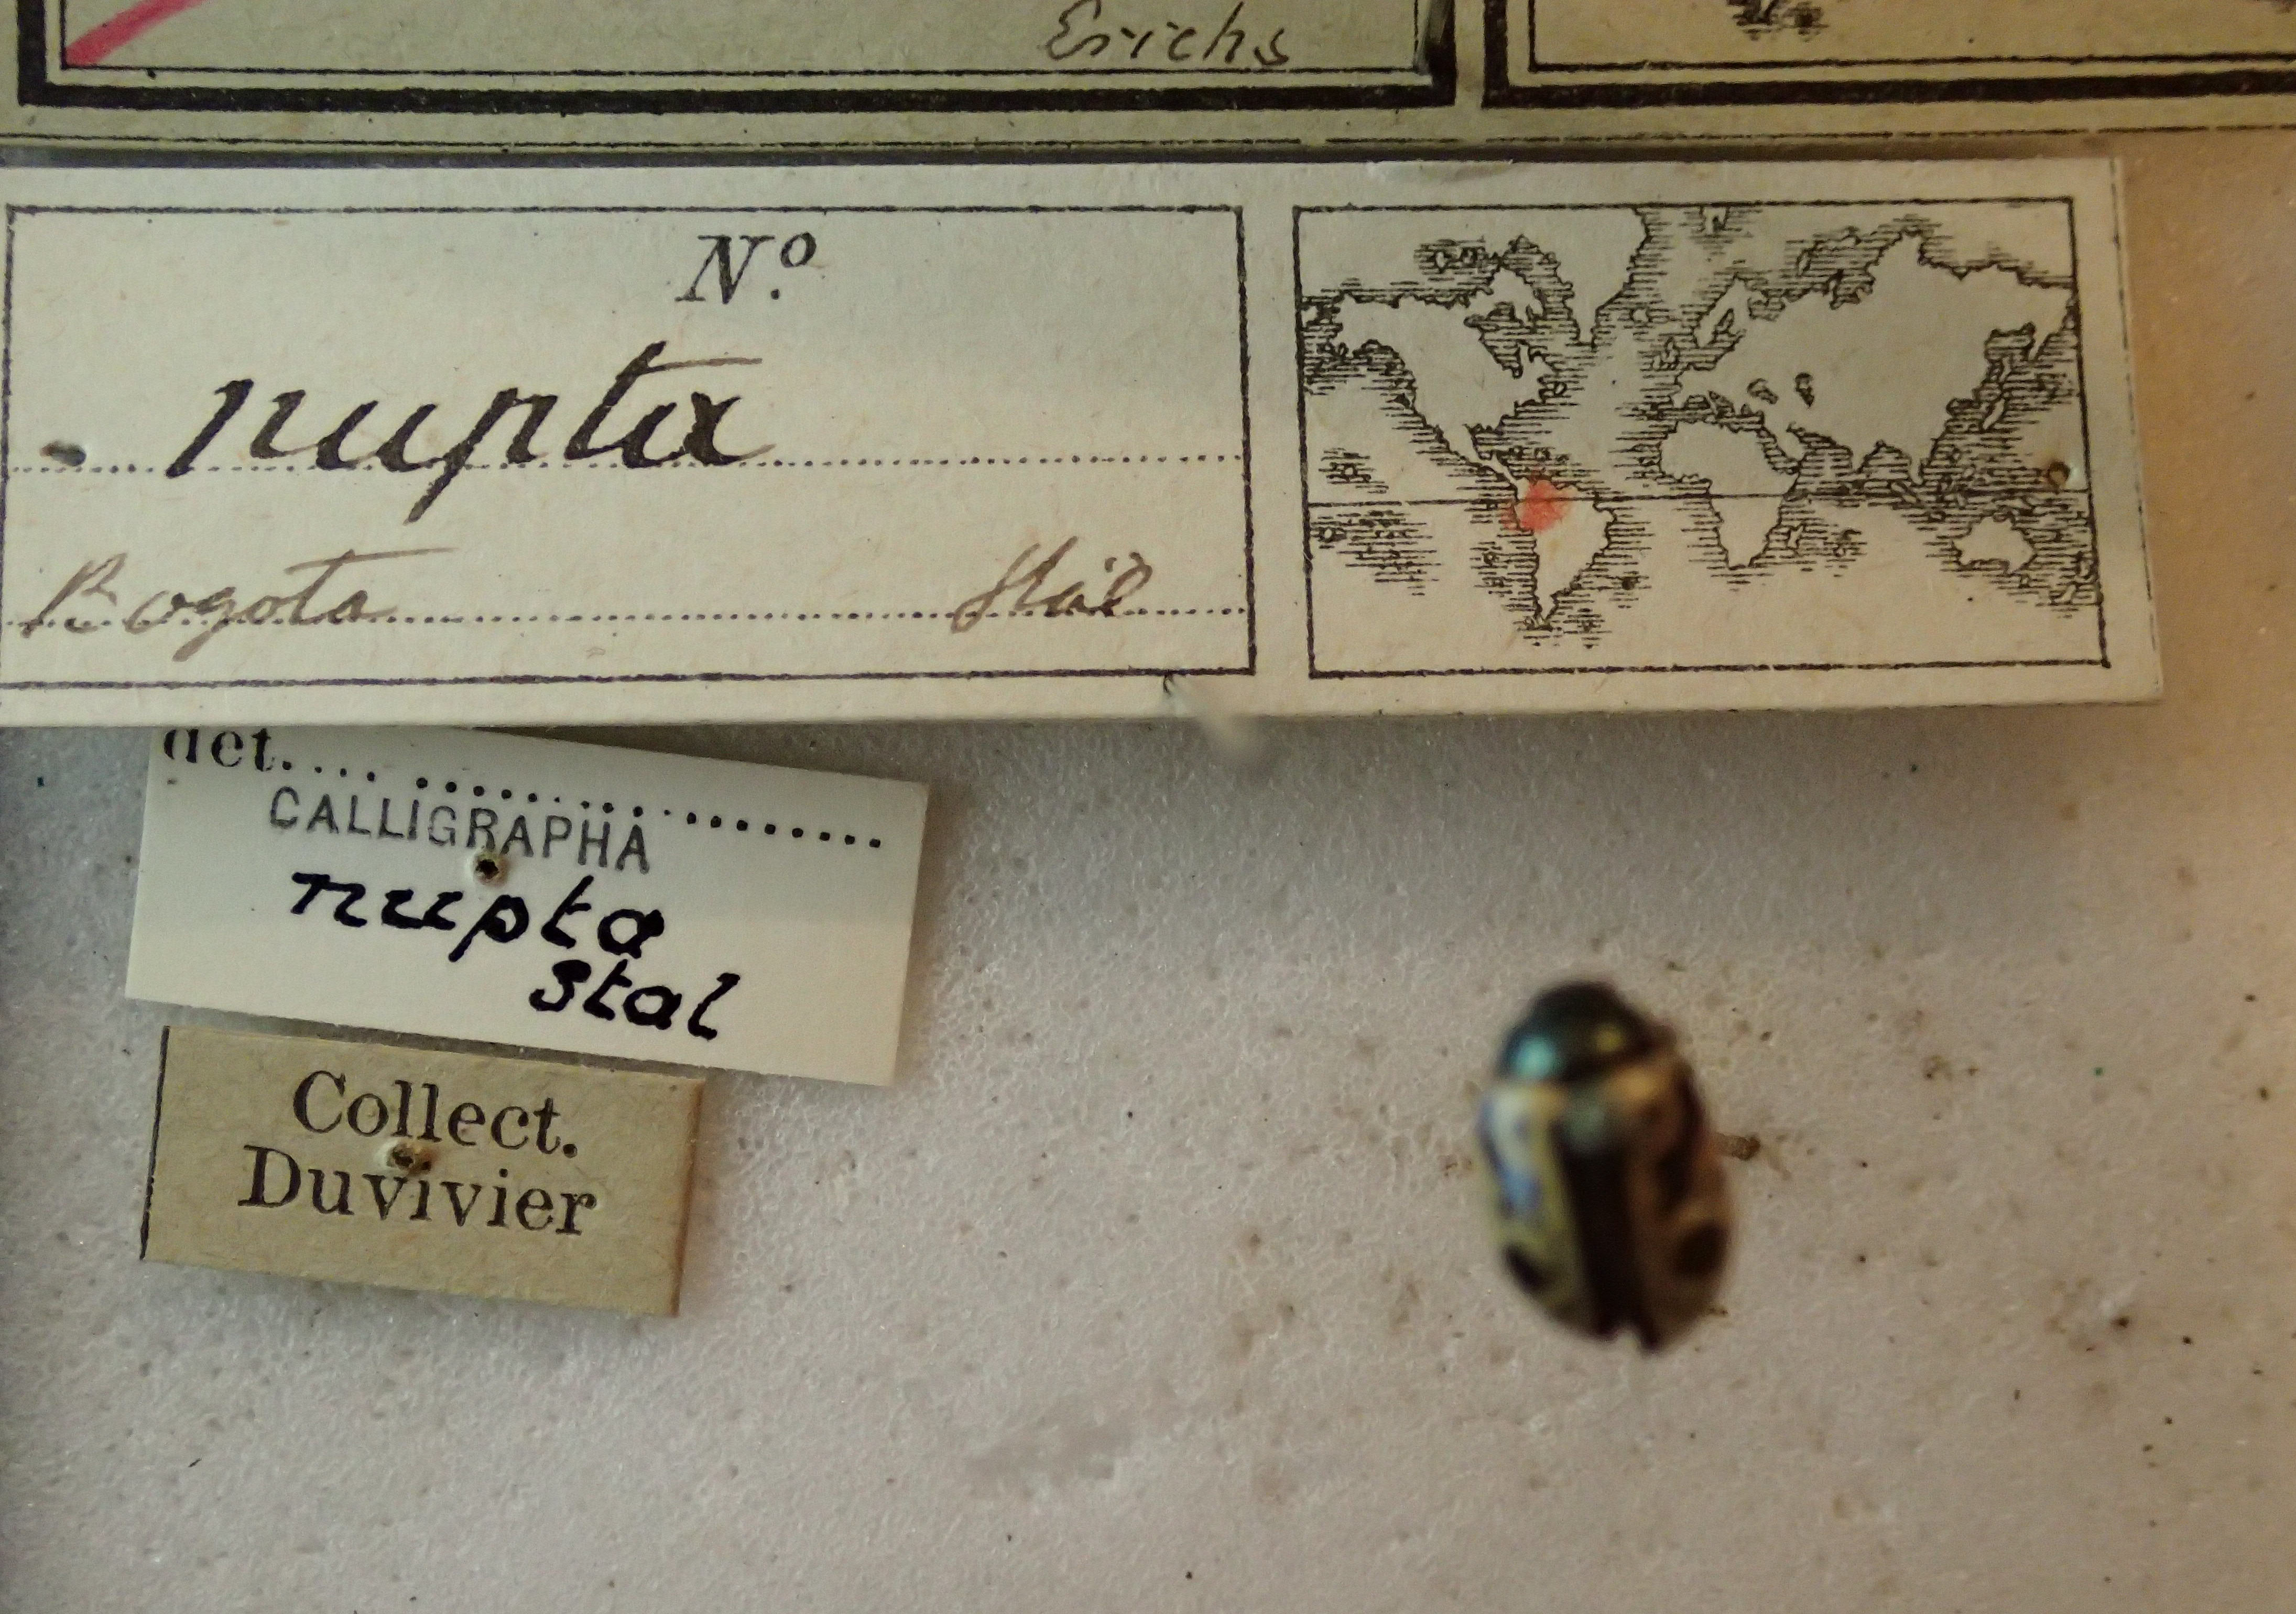 Erichs
N.o
nupta
Bogota Stål
det.
CALLIGRAPHA
nupta
stal
Collect.
Duvivier